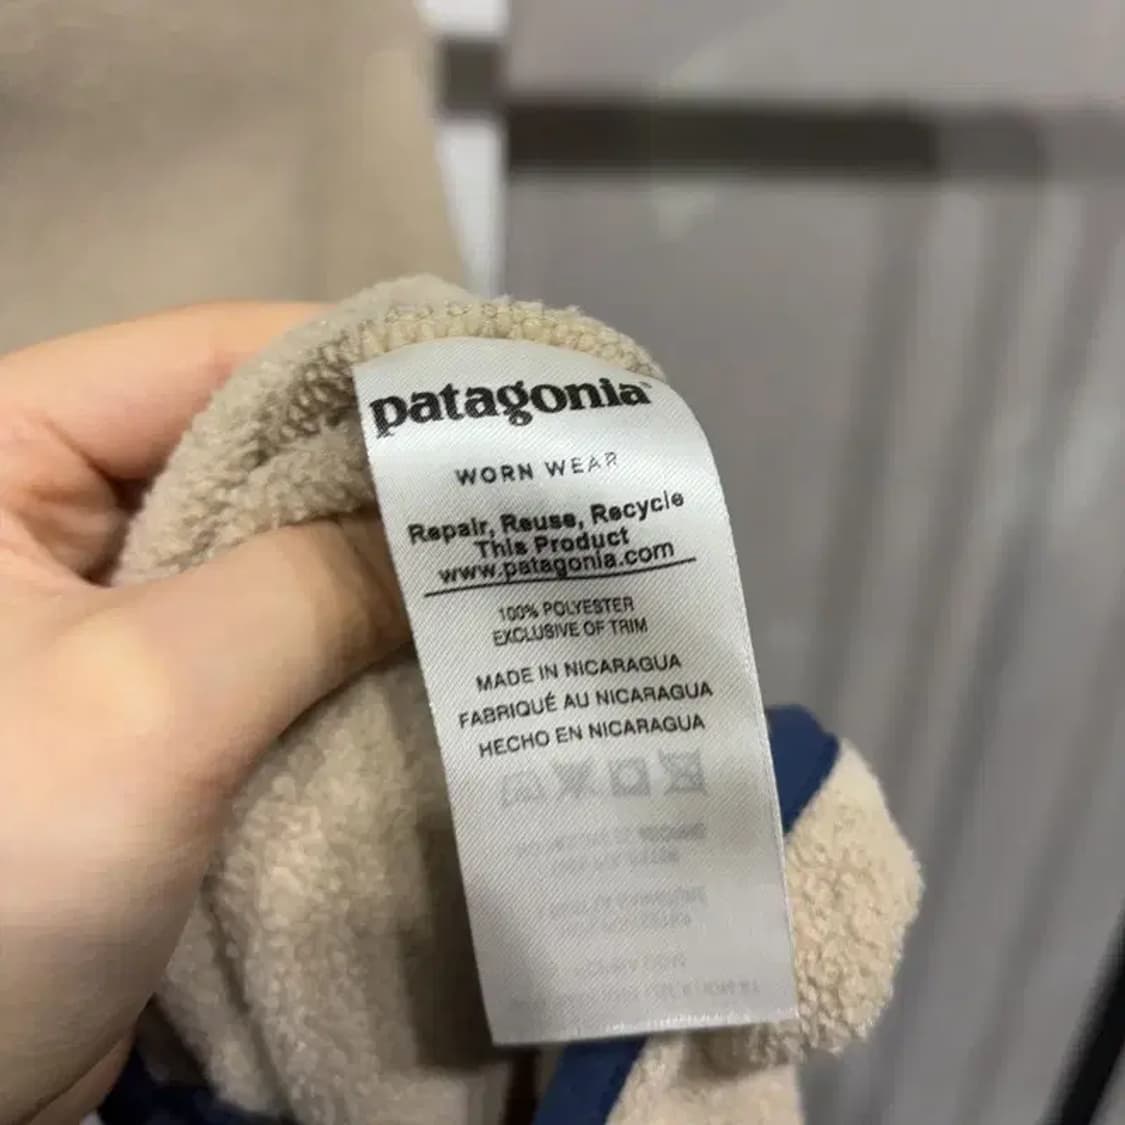 patagonia
WORN WEAR
Repair, Reuse, Recycle
This Product
www.patagonia.com
100% POLYESTER
EXCLUSIVE OF TRIM
MADE IN NICARAGUA
FABRIQUÉ AU NICARAGUA
HECHO EN NICARAGUA